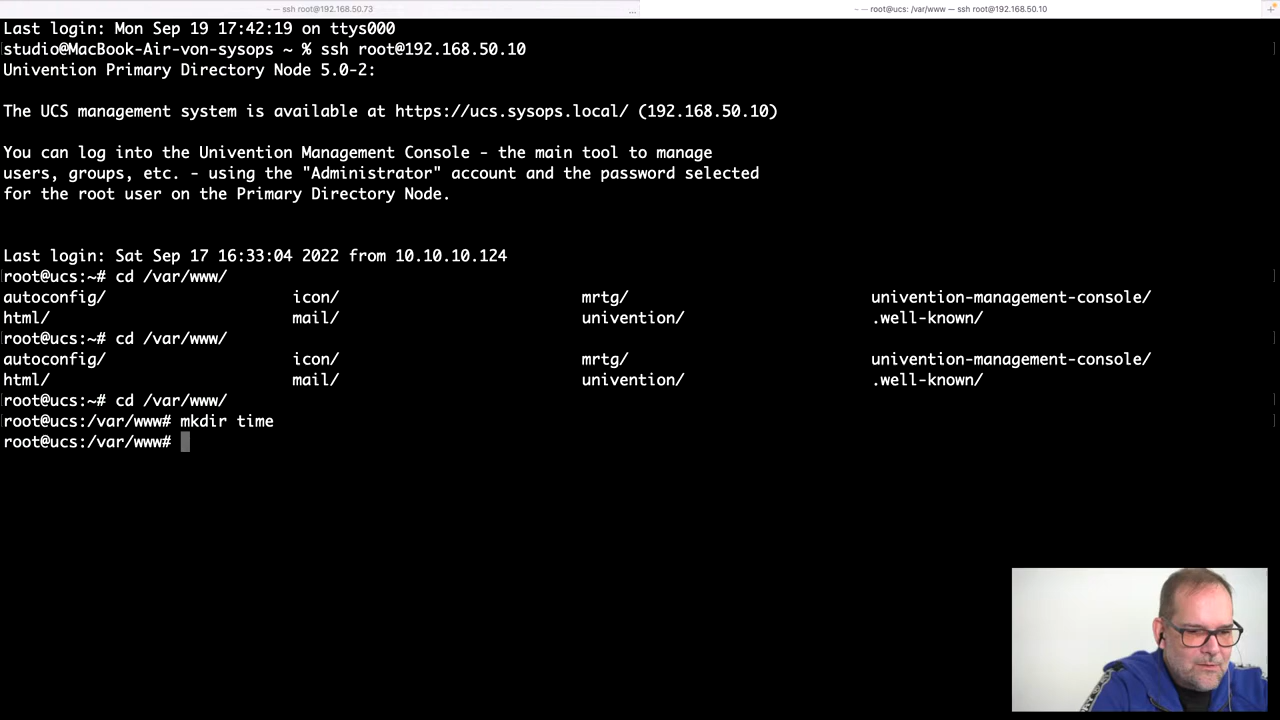 ~ — ssh root@192.168.50.73
...
~ — root@ucs: /var/www — ssh root@192.168.50.10
+
Last login: Mon Sep 19 17:42:19 on ttys000
studio@MacBook-Air-von-sysops ~ % ssh root@192.168.50.10
Univention Primary Directory Node 5.0-2:
The UCS management system is available at https://ucs.sysops.local/ (192.168.50.10)
You can log into the Univention Management Console - the main tool to manage
users, groups, etc. - using the "Administrator" account and the password selected
for the root user on the Primary Directory Node.
Last login: Sat Sep 17 16:33:04 2022 from 10.10.10.124
root@ucs:~# cd /var/www/
autoconfig/ icon/ mrtg/ univention-management-console/
html/ mail/ univention/ .well-known/
root@ucs:~# cd /var/www/
autoconfig/ icon/ mrtg/ univention-management-console/
html/ mail/ univention/ .well-known/
root@ucs:~# cd /var/www/
root@ucs:/var/www# mkdir time
root@ucs:/var/www#